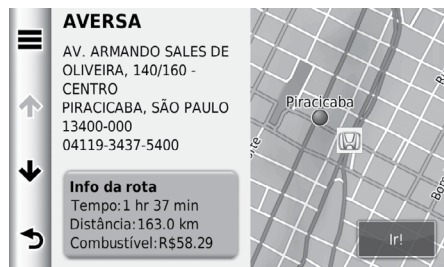 AVERSA
AV. ARMANDO SALES DE
OLIVEIRA, 140/160 -
CENTRO
PIRACICABA, SÃO PAULO
13400-000
04119-3437-5400
Info da rota
Tempo:1 hr 37 min
Distância:163.0 km
Combustível:R$58.29
Piracicaba
Ir!